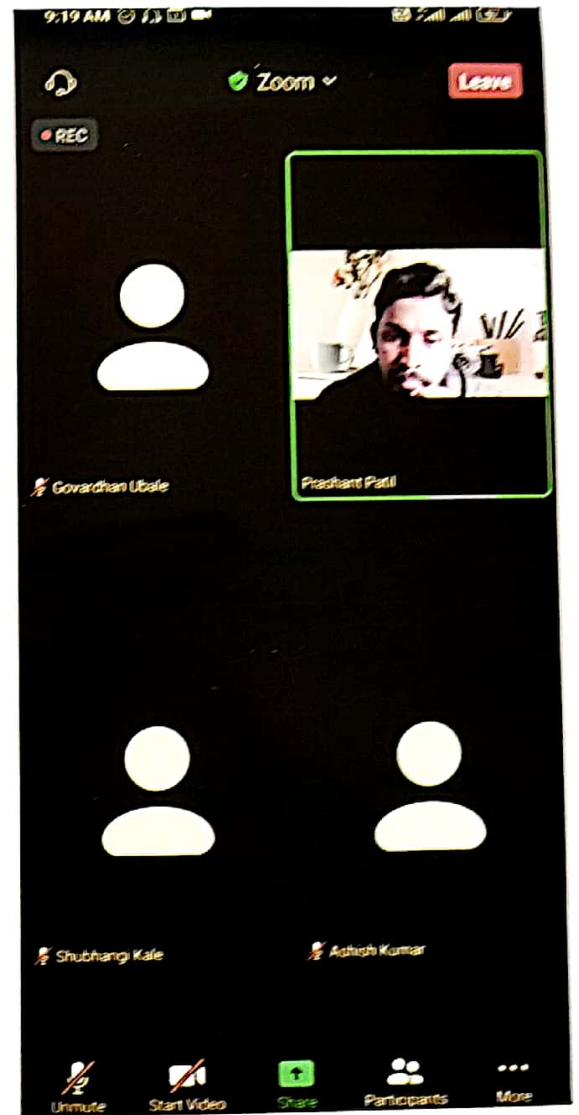 9:19 AM
Zoom
Leave
REC
Govardhan Ubale
Prashant Patil
Shubhangi Kale
Ashish Kumar
Unmute
Start Video
Share
Participants
More